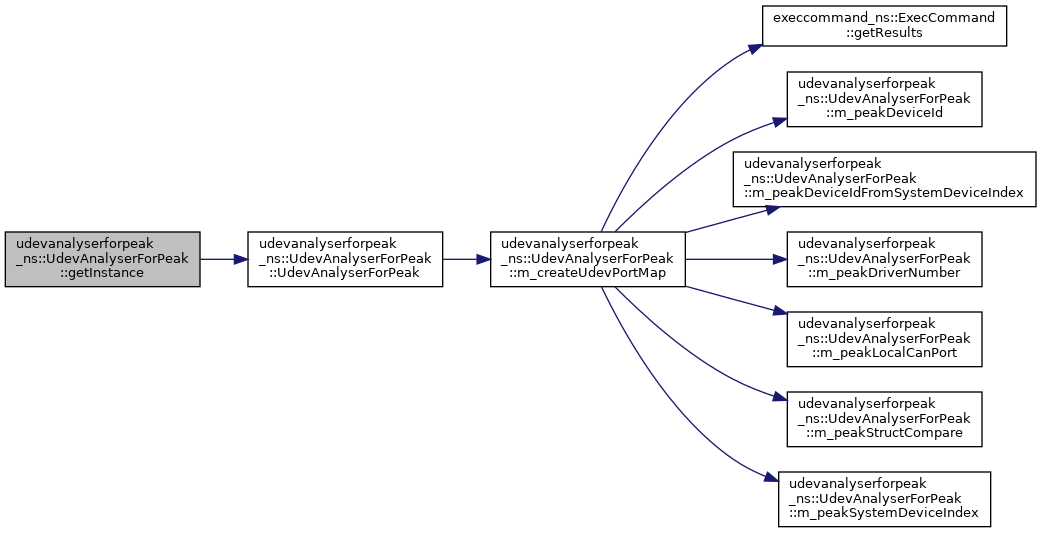 udevanalyserforpeak
_ns::UdevAnalyserForPeak
::getInstance
udevanalyserforpeak
_ns::UdevAnalyserForPeak
::UdevAnalyserForPeak
udevanalyserforpeak
_ns::UdevAnalyserForPeak
::m_createUdevPortMap
execcommand_ns::ExecCommand
::getResults
udevanalyserforpeak
_ns::UdevAnalyserForPeak
::m_peakDeviceId
udevanalyserforpeak
_ns::UdevAnalyserForPeak
::m_peakDeviceIdFromSystemDeviceIndex
udevanalyserforpeak
_ns::UdevAnalyserForPeak
::m_peakDriverNumber
udevanalyserforpeak
_ns::UdevAnalyserForPeak
::m_peakLocalCanPort
udevanalyserforpeak
_ns::UdevAnalyserForPeak
::m_peakStructCompare
udevanalyserforpeak
_ns::UdevAnalyserForPeak
::m_peakSystemDeviceIndex